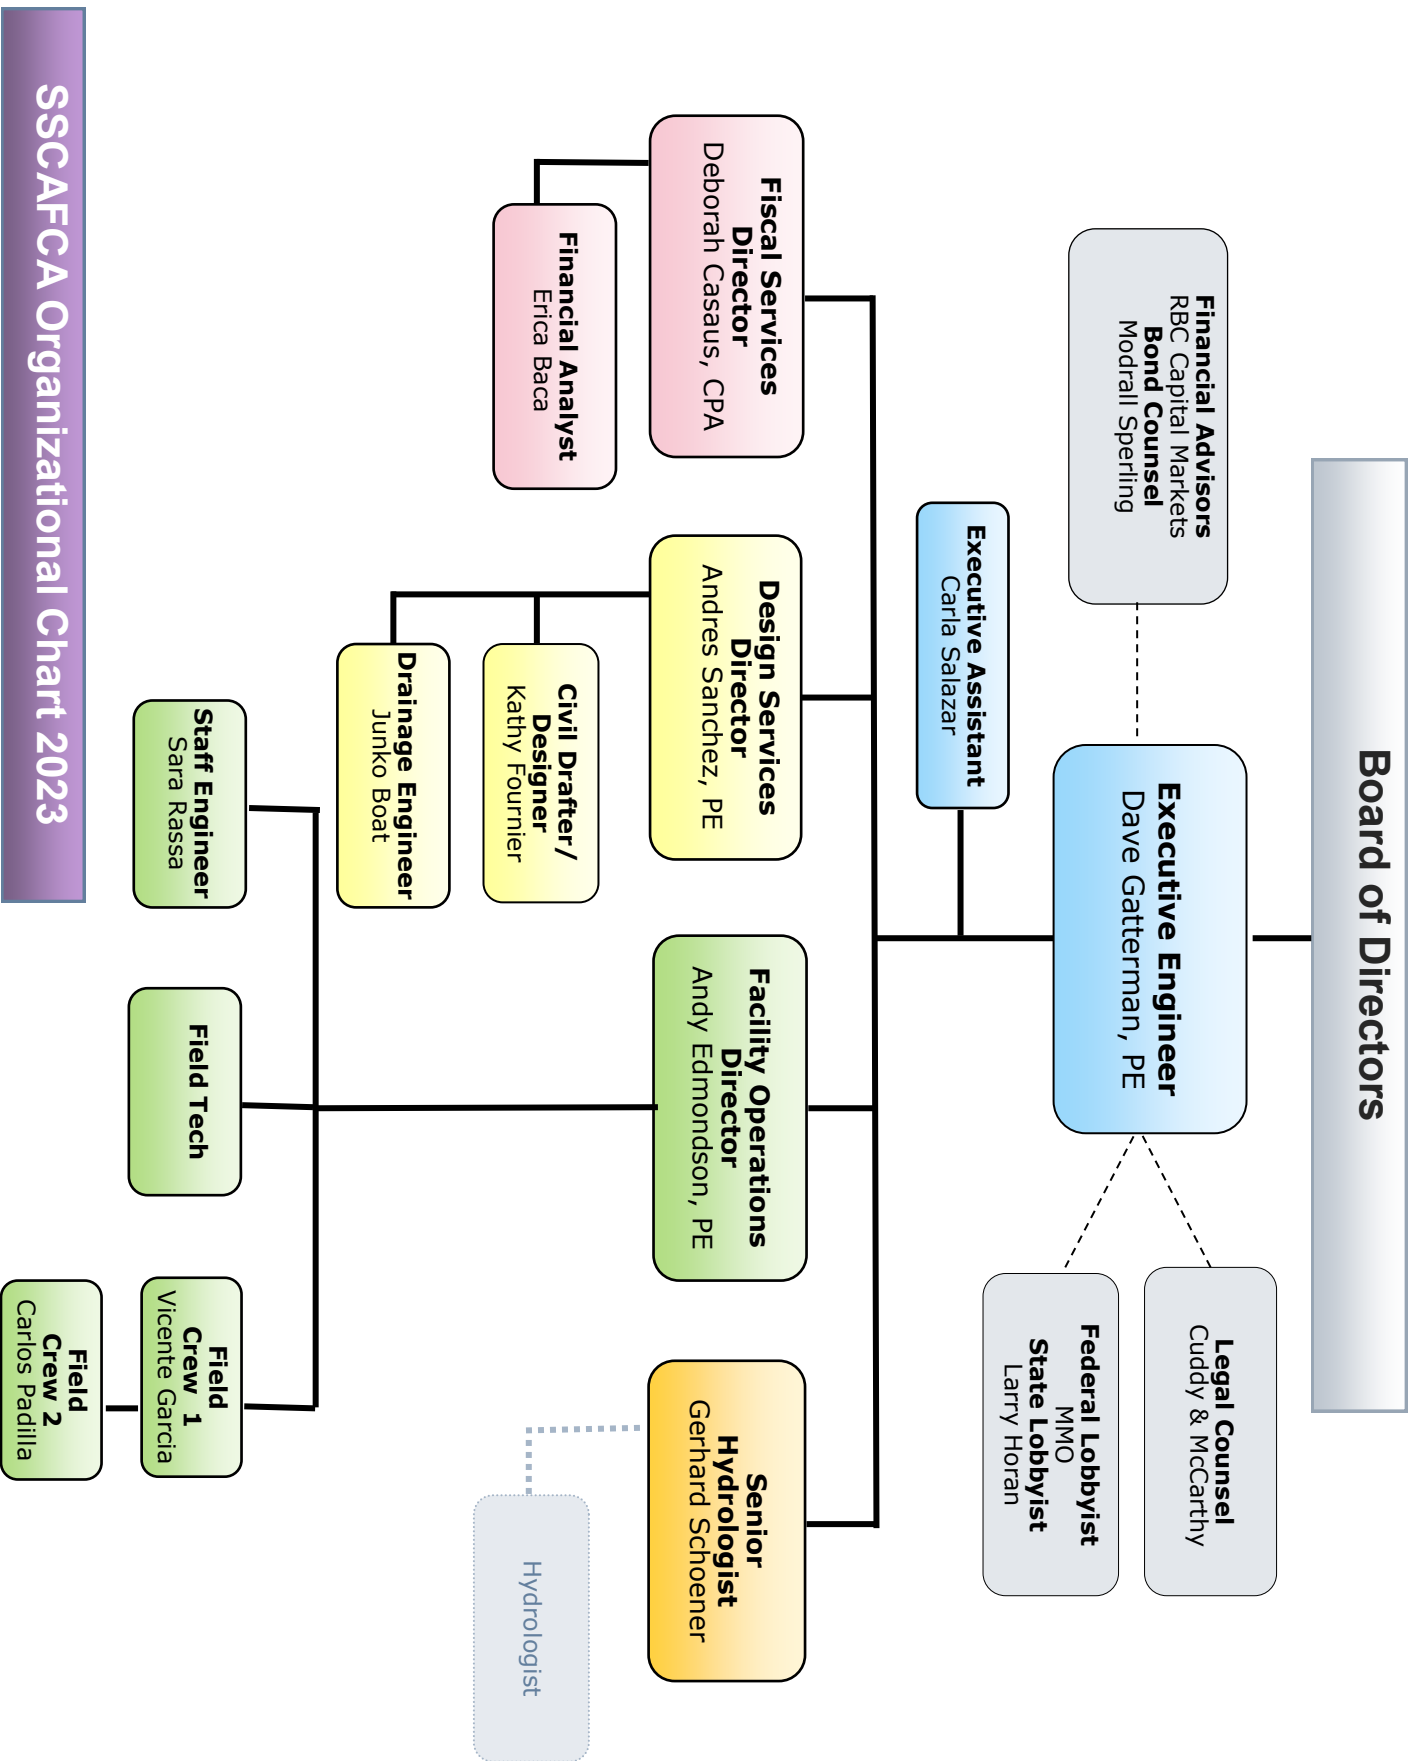 Board of Directors
Financial Advisors
RBC Capital Markets
Bond Counsel
Modrall Sperling
Executive Engineer
Dave Gatterman, PE
Legal Counsel
Cuddy & McCarthy
Federal Lobbyist
MMO
State Lobbyist
Larry Horan
Executive Assistant
Carla Salazar
Fiscal Services
Director
Deborah Casaus, CPA
Design Services
Director
Andres Sanchez, PE
Facility Operations
Director
Andy Edmondson, PE
Senior
Hydrologist
Gerhard Schoener
Financial Analyst
Erica Baca
Civil Drafter/
Designer
Kathy Fournier
Hydrologist
Drainage Engineer
Junko Boat
Staff Engineer
Sara Rassa
Field Tech
Field
Crew 1
Vicente Garcia
Field
Crew 2
Carlos Padilla
SSCAFCA Organizational Chart 2023